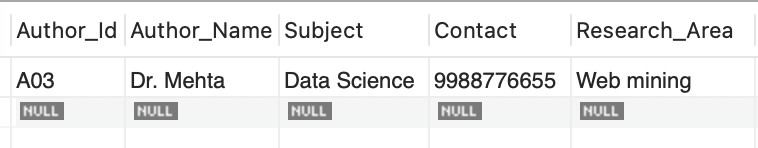 Author_Id Author_Name Subject Contact Research_Area
A03 Dr. Mehta Data Science 9988776655 Web mining
NULL NULL NULL NULL NULL